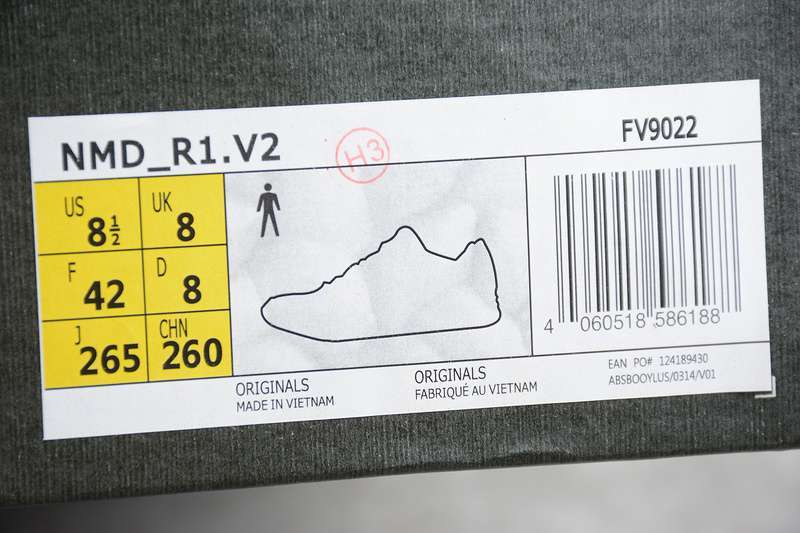 NMD_R1.V2
H3
FV9022
US 8½
UK 8
F 42
D 8
J 265
CHN 260
4 060518 586188
ORIGINALS
MADE IN VIETNAM
ORIGINALS
FABRIQUÉ AU VIETNAM
EAN PO# 124189430
ABSBOOYLUS/0314/V01